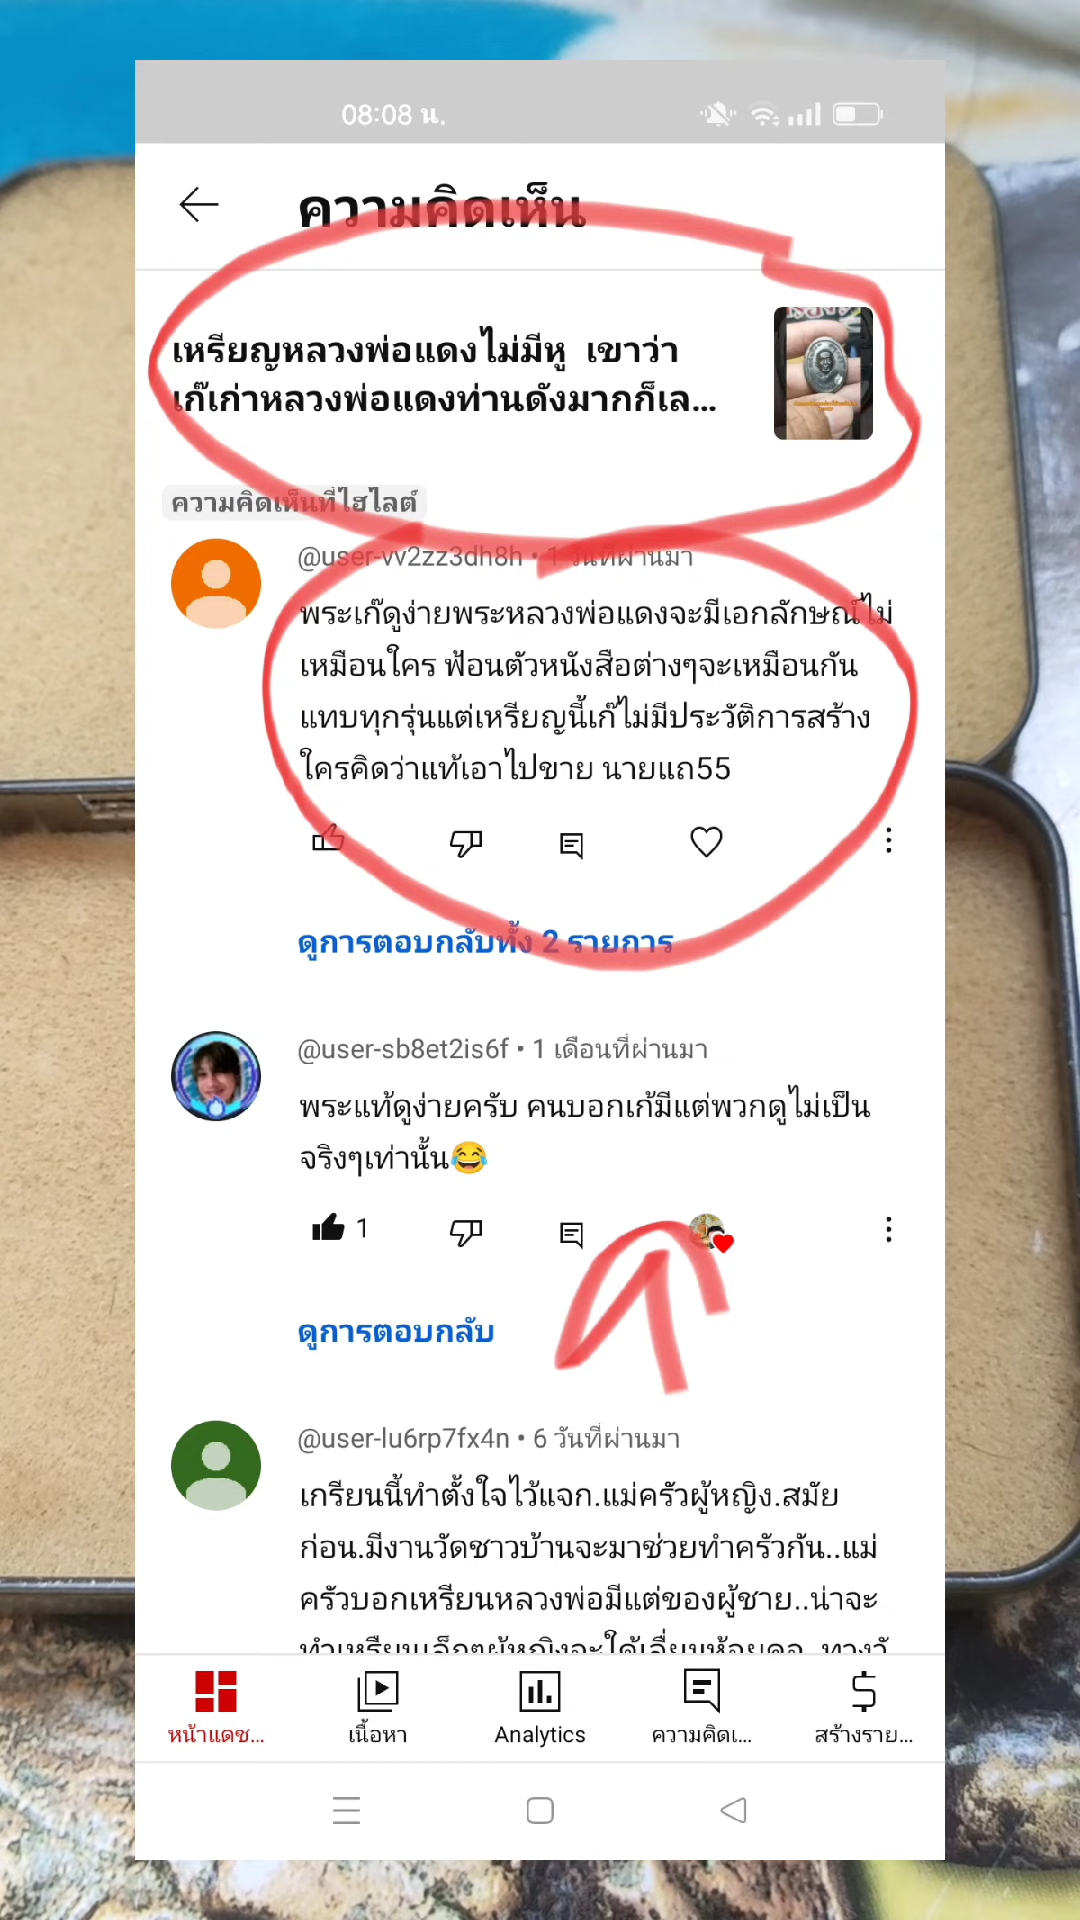 08:08 น.
ความคิดเห็น
เหรียญหลวงพ่อแดงไม่มีหู เขาว่า
เก๊เก่าหลวงพ่อแดงท่านดังมากก็เล...
ความคิดเห็นที่ไฮไลต์
@user-vv2zz3dh8h • 1 วันที่ผ่านมา
พระเก๊ดูง่ายพระหลวงพ่อแดงจะมีเอกลักษณ์ไม่
เหมือนใคร ฟ้อนตัวหนังสือต่างๆจะเหมือนกัน
แทบทุกรุ่นแต่เหรียญนี้เก๊ไม่มีประวัติการสร้าง
ใครคิดว่าแท้เอาไปขาย นายแถ55
ดูการตอบกลับทั้ง 2 รายการ
@user-sb8et2is6f • 1 เดือนที่ผ่านมา
พระแท้ดูง่ายครับ คนบอกเก้มีแต่พวกดูไม่เป็น
จริงๆเท่านั้น😂
1
ดูการตอบกลับ
@user-lu6rp7fx4n • 6 วันที่ผ่านมา
เกรียนนี้ทำตั้งใจไว้แจก.แม่ครัวผู้หญิง.สมัย
ก่อน.มีงานวัดชาวบ้านจะมาช่วยทำครัวกัน..แม่
ครัวบอกเหรียนหลวงพ่อมีแต่ของผู้ชาย..น่าจะ
หน้าแดช...
เนื้อหา
Analytics
ความคิดเ...
สร้างราย...